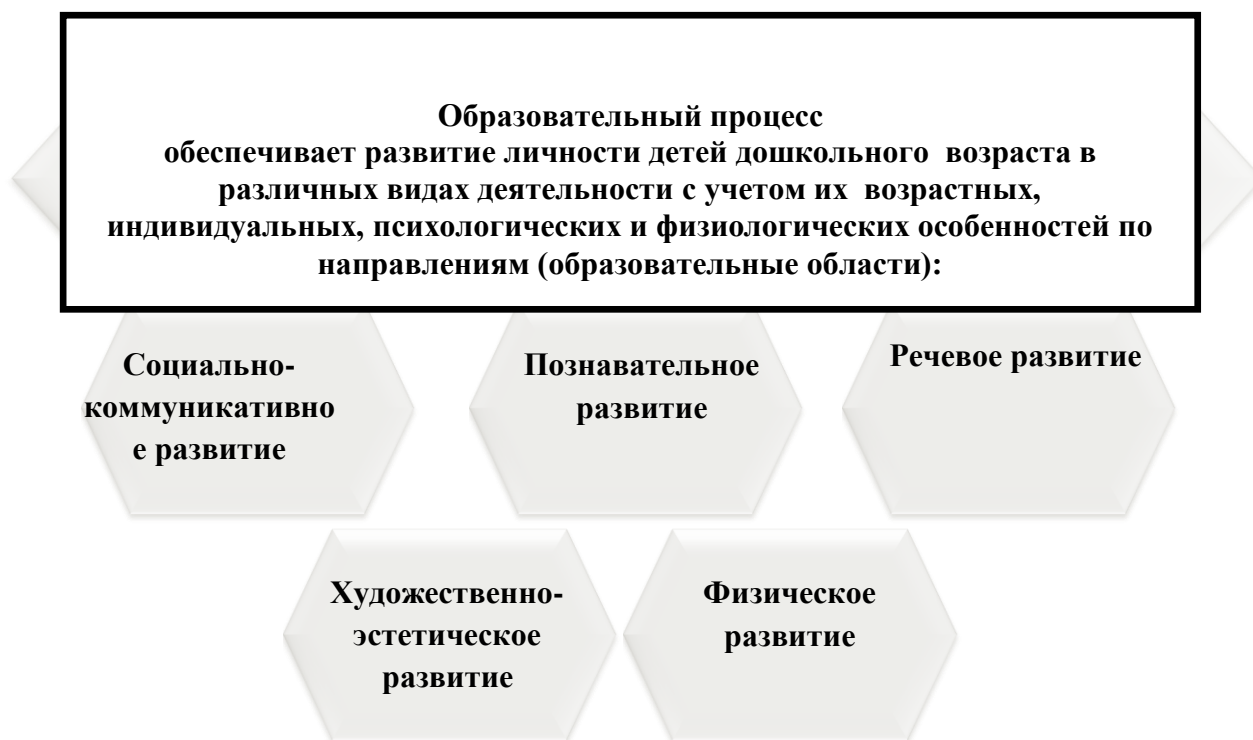 Образовательный процесс
обеспечивает развитие личности детей дошкольного возраста в
различных видах деятельности с учетом их возрастных,
индивидуальных, психологических и физиологических особенностей по
направлениям (образовательные области):
Социально-
коммуникативно
е развитие
Познавательное
развитие
Речевое развитие
Художественно-
эстетическое
развитие
Физическое
развитие